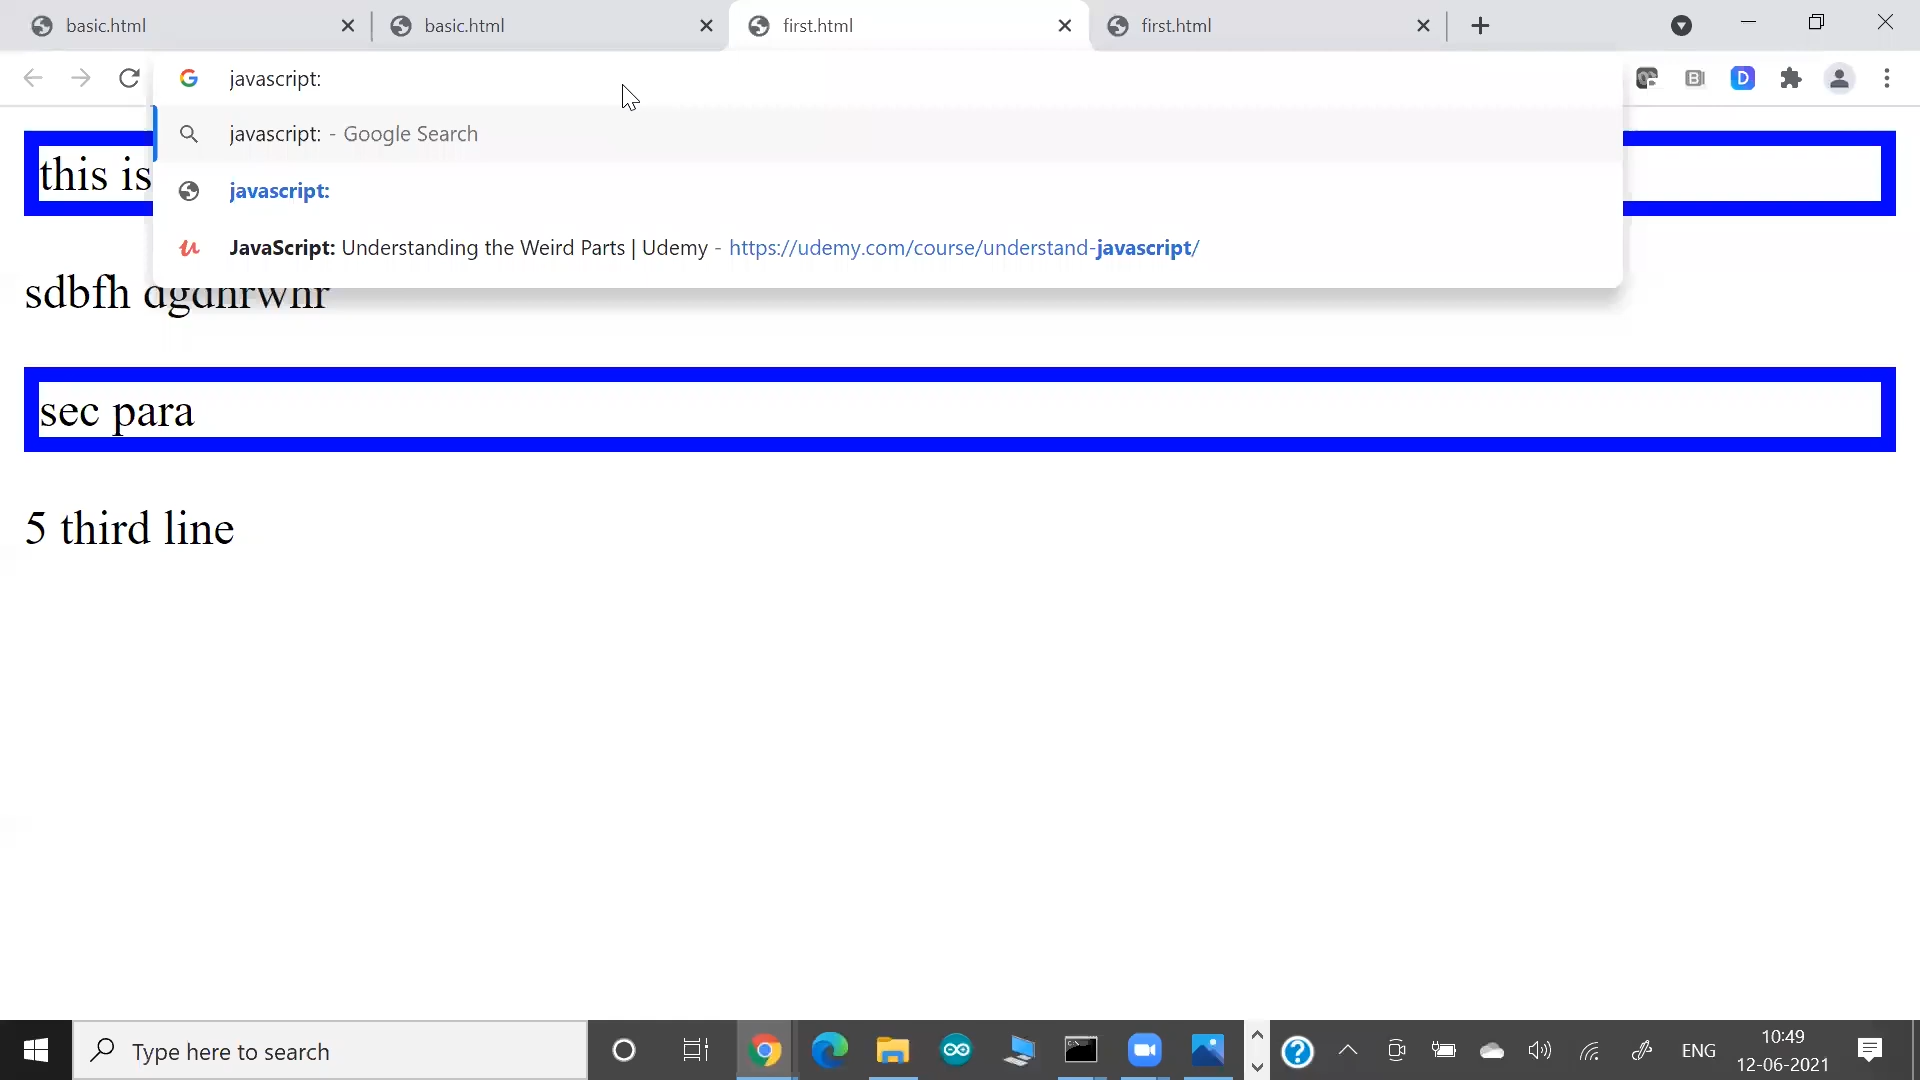 basic.html
basic.html
first.html
first.html
javascript:
javascript: - Google Search
javascript:
JavaScript: Understanding the Weird Parts | Udemy - https://udemy.com/course/understand-javascript/
this is
sdbfh dgdhrwhr
sec para
5 third line
Type here to search
ENG
10:49
12-06-2021